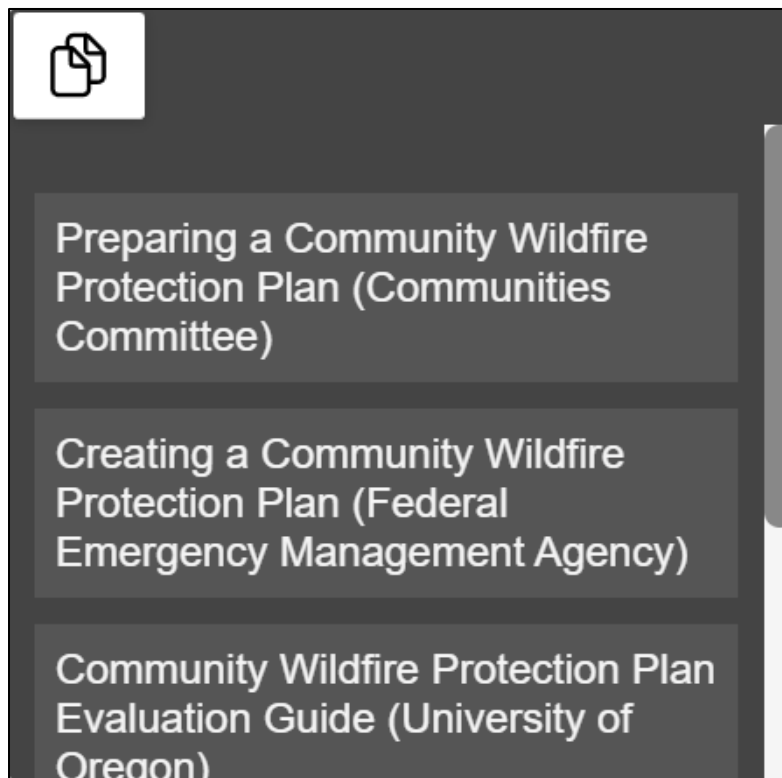 Preparing a Community Wildfire
Protection Plan (Communities
Committee)
Creating a Community Wildfire
Protection Plan (Federal
Emergency Management Agency)
Community Wildfire Protection Plan
Evaluation Guide (University of
Oregon)